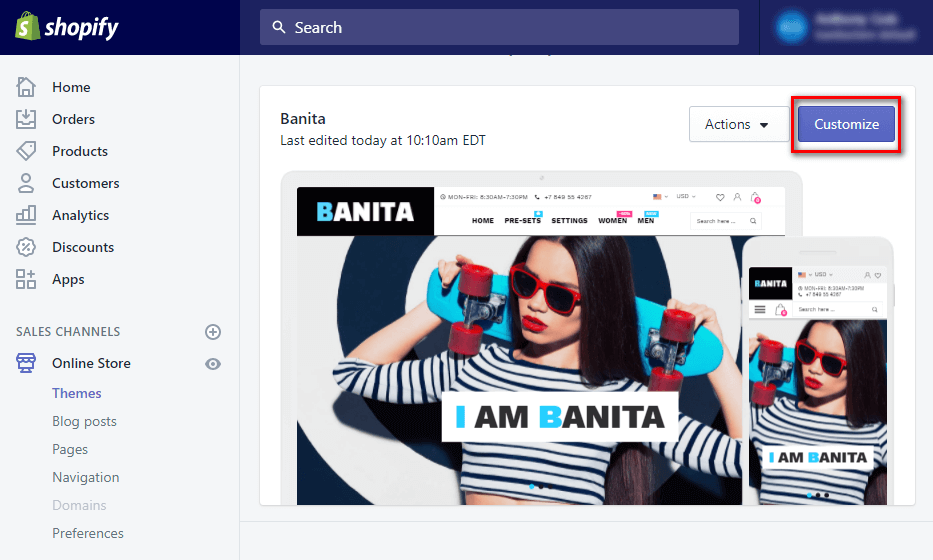 shopify
Search
Home
Orders
Products
Customers
Analytics
Discounts
Apps
SALES CHANNELS
Online Store
Themes
Blog posts
Pages
Navigation
Domains
Preferences
Banita
Last edited today at 10:10am EDT
Actions
Customize
BANITA
MON-FRI: 8:30AM-7:30PM +7 849 55 4267
USD
0
HOME PRE-SETS SETTINGS WOMEN MEN
Search here ...
I AM BANITA
BANITA
USD
MON-FRI: 8:30AM-7:30PM
+7 849 55 4267
0
Search here ...
I AM BANITA